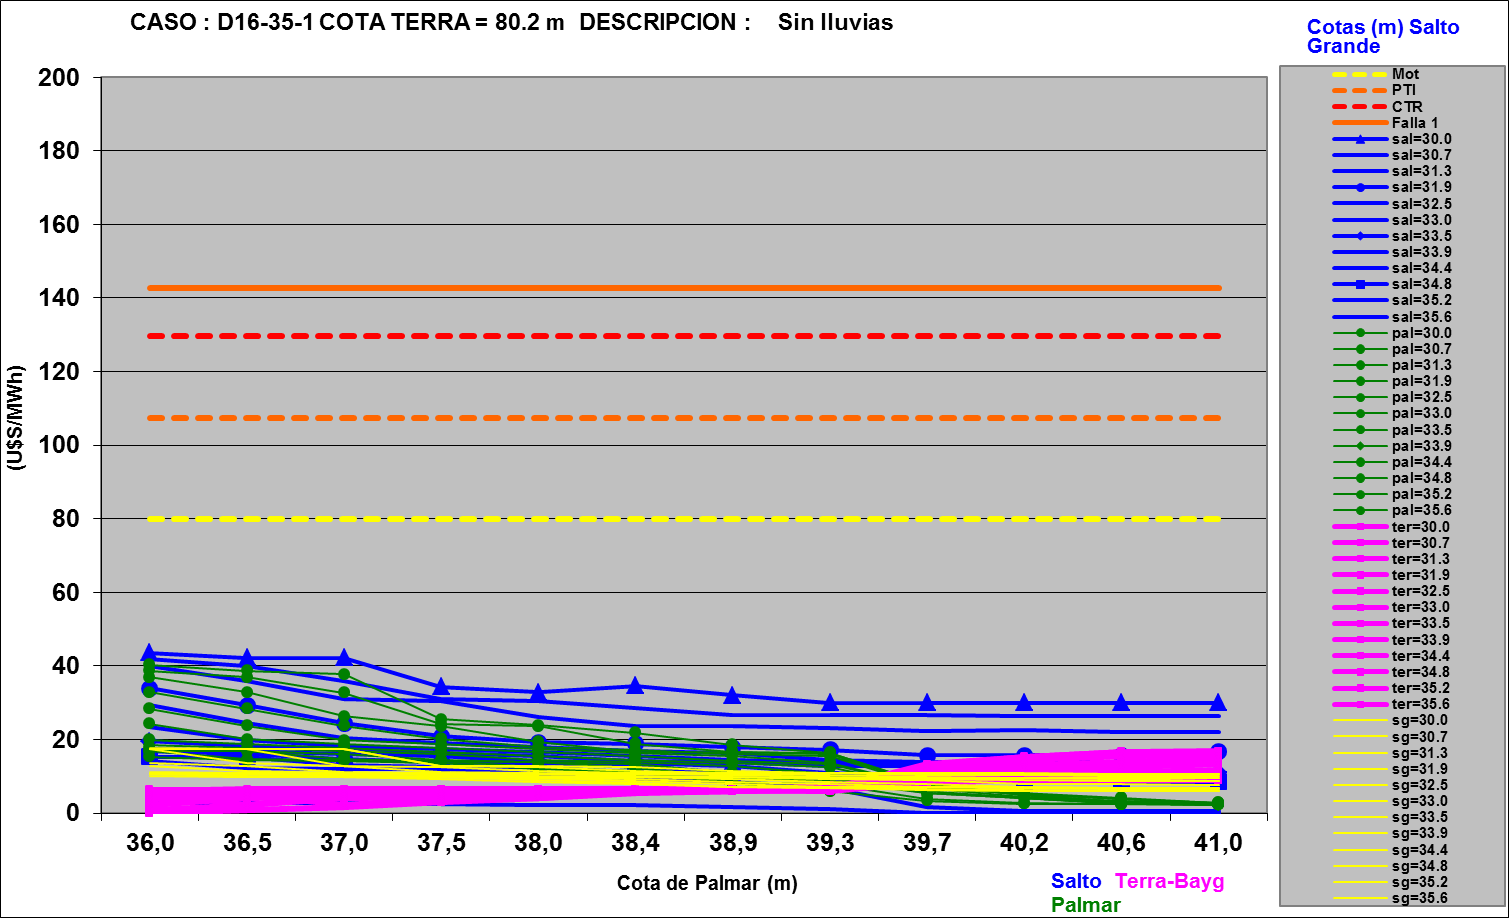 CASO : D16-35-1 COTA TERRA = 80.2 m DESCRIPCION : Sin lluvias
Cotas (m) Salto
Grande
200
180
160
140
120
100
80
60
40
20
0
(U$S/MWh)
36,0 36,5 37,0 37,5 38,0 38,4 38,9 39,3 39,7 40,2 40,6 41,0
Cota de Palmar (m)
Salto Terra-Bayg
Palmar
Mot
PTI
CTR
Falla 1
sal=30.0
sal=30.7
sal=31.3
sal=31.9
sal=32.5
sal=33.0
sal=33.5
sal=33.9
sal=34.4
sal=34.8
sal=35.2
sal=35.6
pal=30.0
pal=30.7
pal=31.3
pal=31.9
pal=32.5
pal=33.0
pal=33.5
pal=33.9
pal=34.4
pal=34.8
pal=35.2
pal=35.6
ter=30.0
ter=30.7
ter=31.3
ter=31.9
ter=32.5
ter=33.0
ter=33.5
ter=33.9
ter=34.4
ter=34.8
ter=35.2
ter=35.6
sg=30.0
sg=30.7
sg=31.3
sg=31.9
sg=32.5
sg=33.0
sg=33.5
sg=33.9
sg=34.4
sg=34.8
sg=35.2
sg=35.6